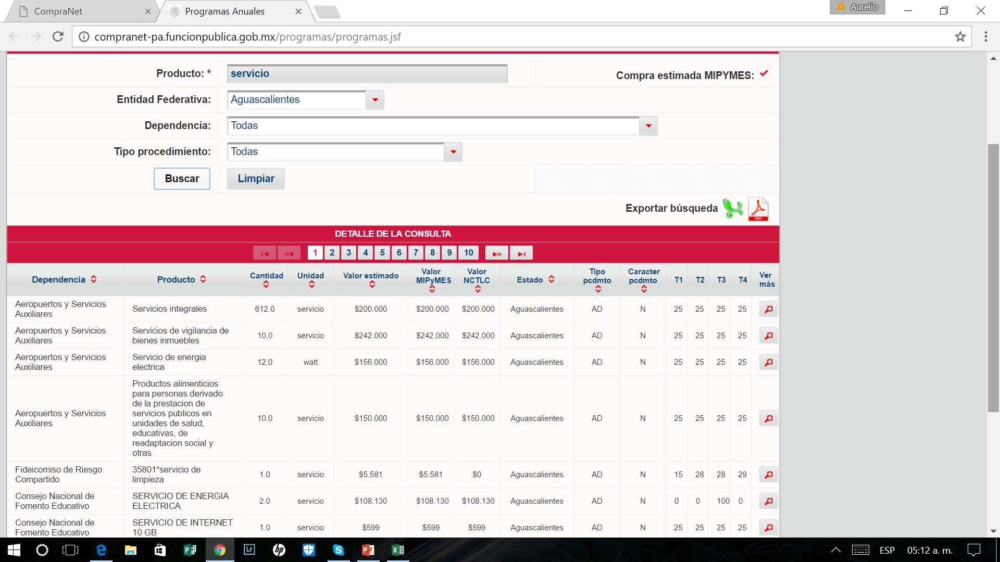 CompraNet
Programas Anuales
Aurelio
compranet-pa.funcionpublica.gob.mx/programas/programas.jsf
Producto: * servicio Compra estimada MIPYMES:
Entidad Federativa: Aguascalientes
Dependencia: Todas
Tipo procedimiento: Todas
Buscar Limpiar
Exportar búsqueda
PDF
DETALLE DE LA CONSULTA
1 2 3 4 5 6 7 8 9 10
Dependencia Producto Cantidad Unidad Valor estimado Valor MIPyMES Valor NCTLC Estado Tipo pcdmto Caracter pcdmto T1 T2 T3 T4 Ver más
Aeropuertos y Servicios Auxiliares Servicios integrales 612.0 servicio $200.000 $200.000 $200.000 Aguascalientes AD N 25 25 25 25
Aeropuertos y Servicios Auxiliares Servicios de vigilancia de bienes inmuebles 10.0 servicio $242.000 $242.000 $242.000 Aguascalientes AD N 25 25 25 25
Aeropuertos y Servicios Auxiliares Servicio de energia electrica 12.0 watt $156.000 $156.000 $156.000 Aguascalientes AD N 25 25 25 25
Aeropuertos y Servicios Auxiliares Productos alimenticios para personas derivado de la prestacion de servicios publicos en unidades de salud, educativas, de readaptacion social y otras 10.0 servicio $150.000 $150.000 $150.000 Aguascalientes AD N 25 25 25 25
Fideicomiso de Riesgo Compartido 35801*servicio de limpieza 1.0 servicio $5.581 $5.581 $0 Aguascalientes AD N 15 28 28 29
Consejo Nacional de Fomento Educativo SERVICIO DE ENERGIA ELECTRICA 2.0 servicio $108.130 $108.130 $108.130 Aguascalientes AD N 0 0 100 0
Consejo Nacional de Fomento Educativo SERVICIO DE INTERNET 10 GB 1.0 servicio $599 $599 $599 Aguascalientes AD N 25 25 25 25
Lr
hp
ESP
05:12 a. m.